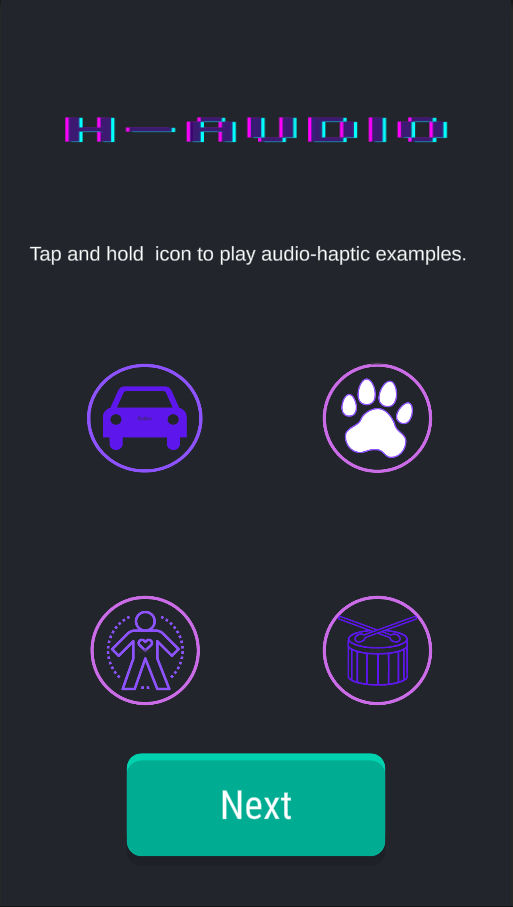 H-AUDIO
Tap and hold  icon to play audio-haptic examples.
Next